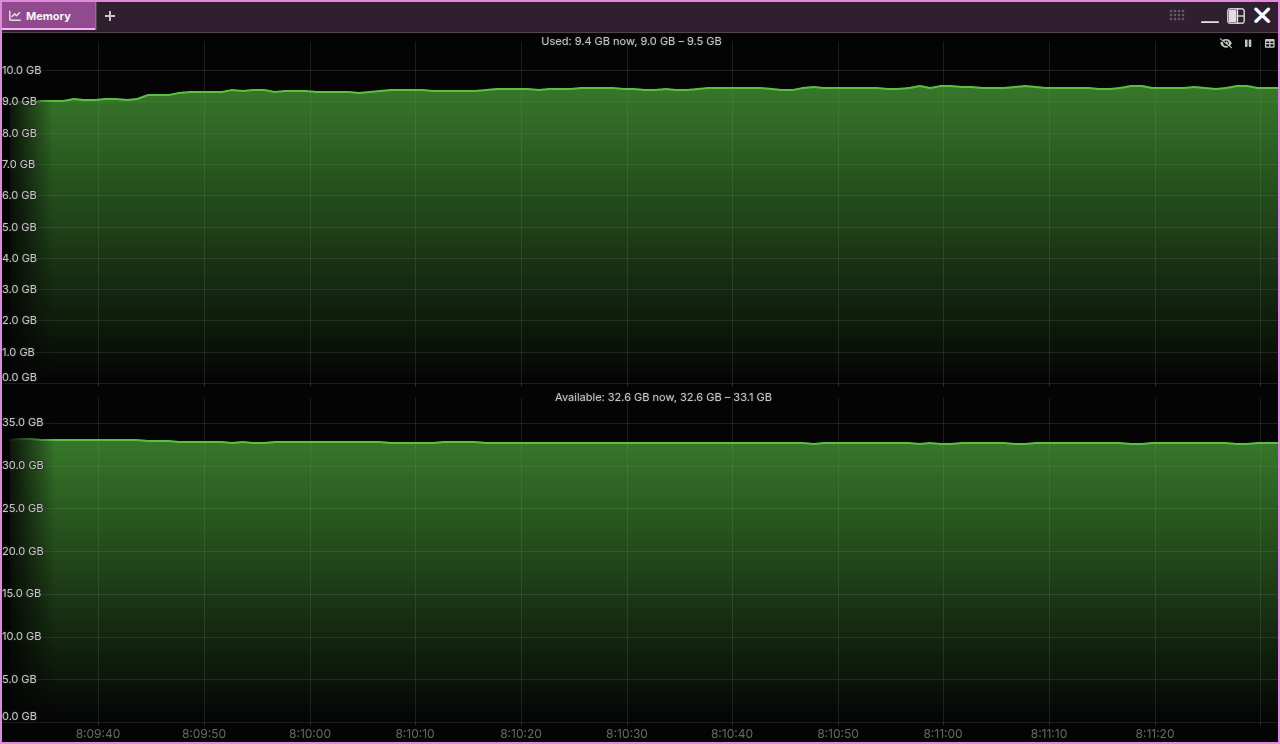 Memory
Used: 9.4 GB now, 9.0 GB – 9.5 GB
10.0 GB
9.0 GB
8.0 GB
7.0 GB
6.0 GB
5.0 GB
4.0 GB
3.0 GB
2.0 GB
1.0 GB
0.0 GB
Available: 32.6 GB now, 32.6 GB – 33.1 GB
35.0 GB
30.0 GB
25.0 GB
20.0 GB
15.0 GB
10.0 GB
5.0 GB
0.0 GB
8:09:40 8:09:50 8:10:00 8:10:10 8:10:20 8:10:30 8:10:40 8:10:50 8:11:00 8:11:10 8:11:20